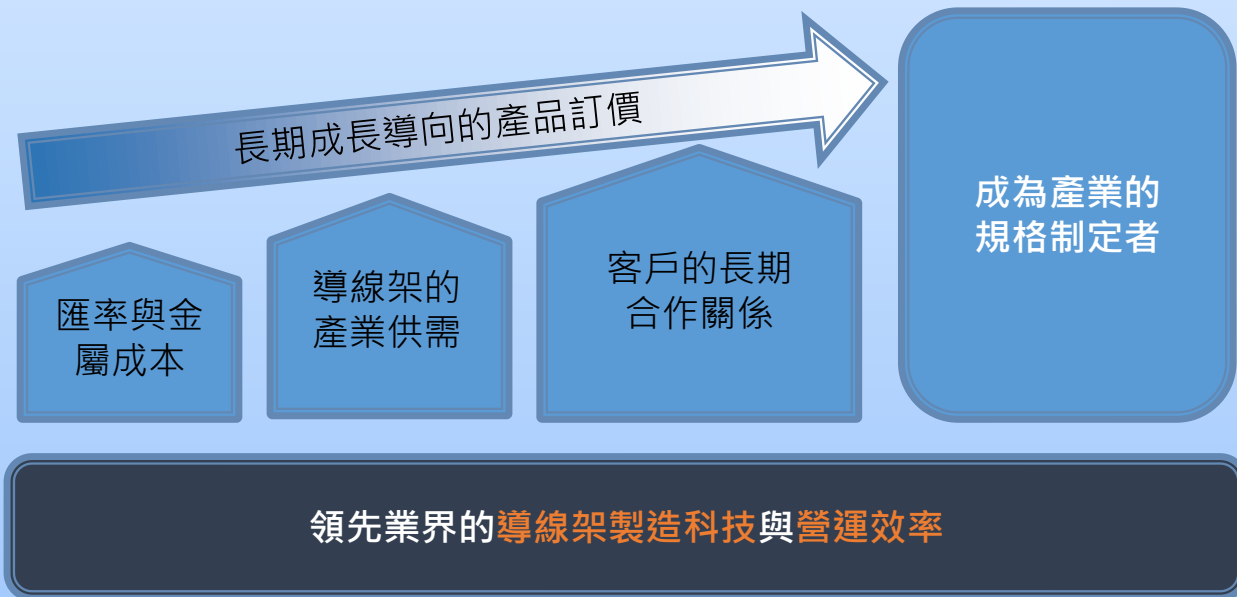 長期成長導向的產品訂價
匯率與金
屬成本
導線架的
產業供需
客戶的長期
合作關係
成為產業的
規格制定者
領先業界的導線架製造科技與營運效率